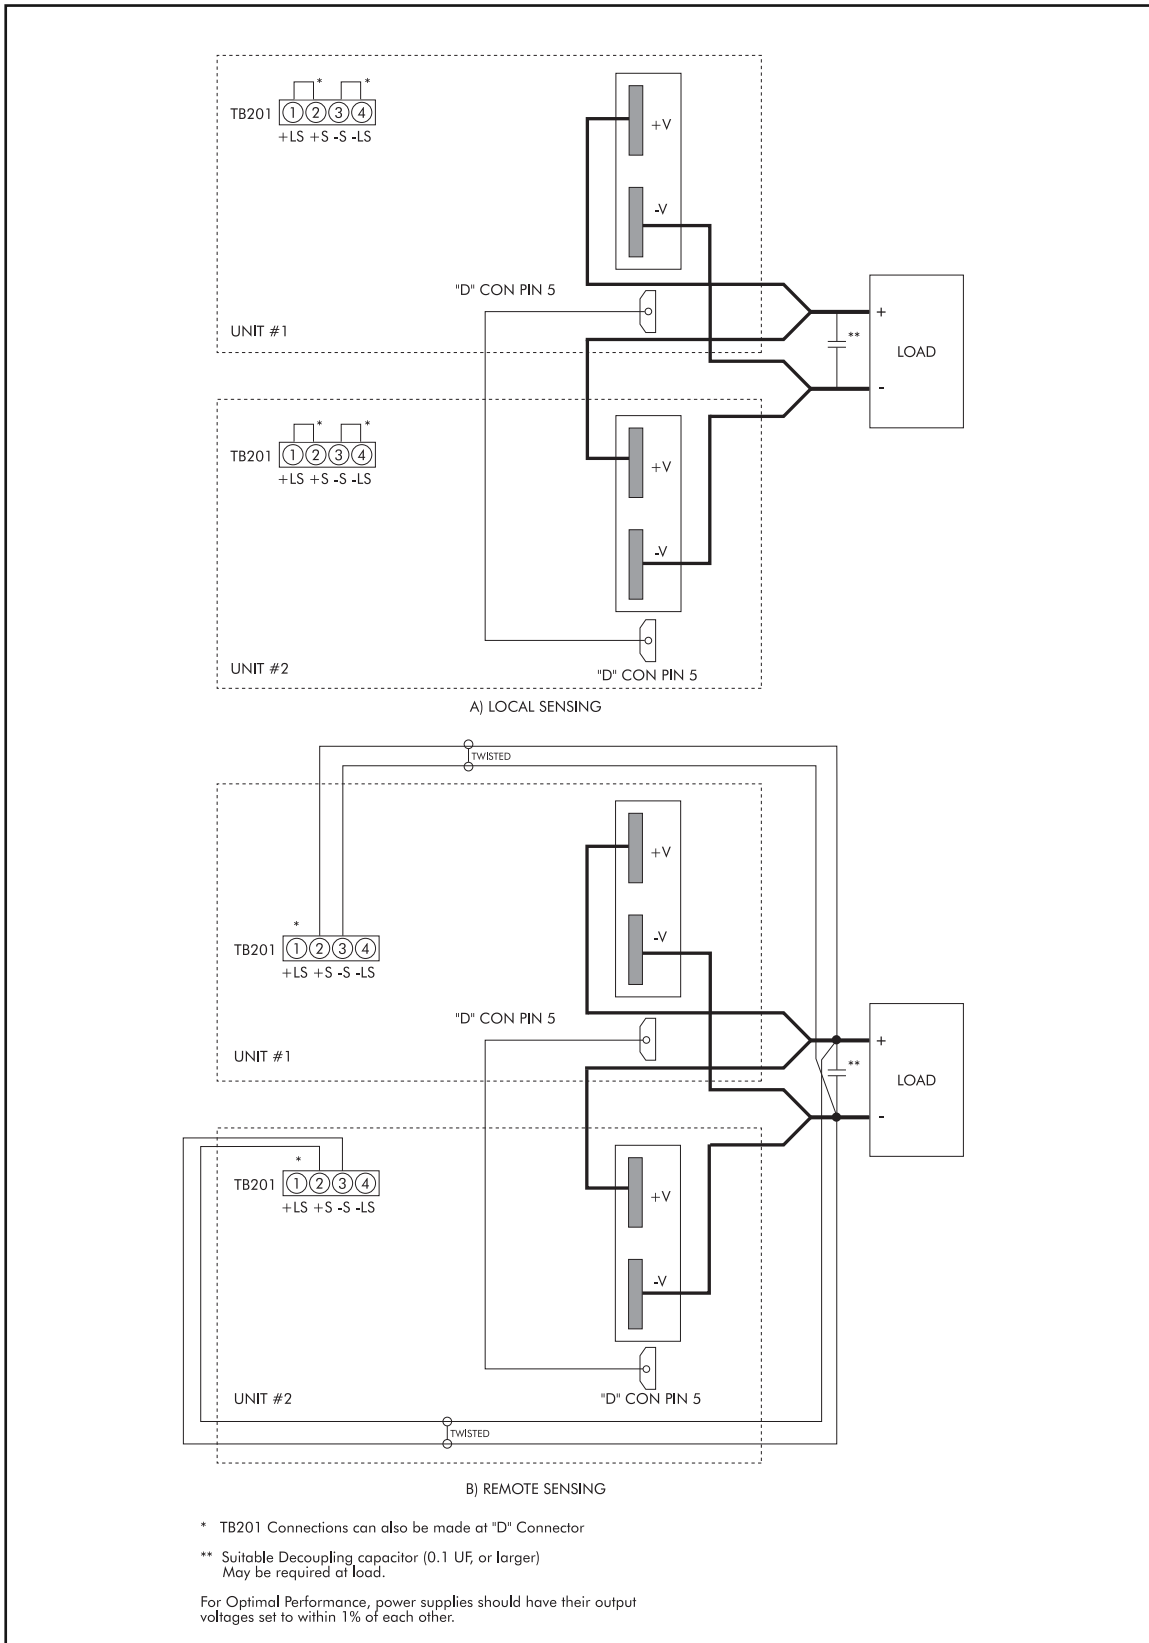 * *
TB201 1 2 3 4
+LS +S -S -LS
+V
-V
"D" CON PIN 5
UNIT #1
+
**
LOAD
-
* *
TB201 1 2 3 4
+LS +S -S -LS
+V
-V
UNIT #2
"D" CON PIN 5
A) LOCAL SENSING
TWISTED
+V
-V
*
TB201 1 2 3 4
+LS +S -S -LS
"D" CON PIN 5
UNIT #1
+
**
LOAD
-
*
TB201 1 2 3 4
+LS +S -S -LS
+V
-V
UNIT #2
"D" CON PIN 5
TWISTED
B) REMOTE SENSING
* TB201 Connections can also be made at "D" Connector
** Suitable Decoupling capacitor (0.1 UF, or larger)
May be required at load.
For Optimal Performance, power supplies should have their output
voltages set to within 1% of each other.